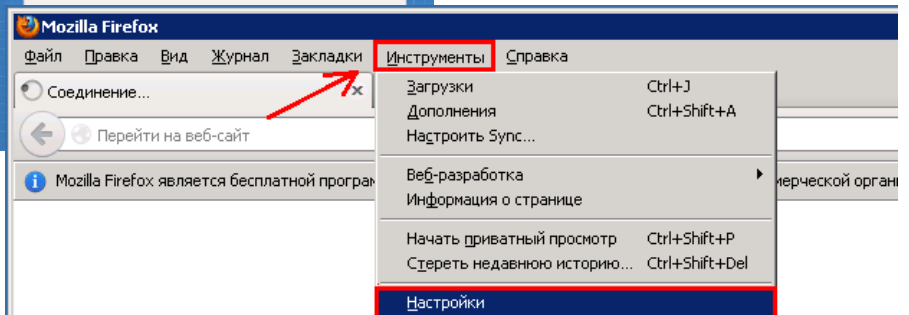 Mozilla Firefox
Файл Правка Вид Журнал Закладки Инструменты Справка
Соединение...
Перейти на веб-сайт
Mozilla Firefox является бесплатной програм
мерческой орган
Загрузки Ctrl+J
Дополнения Ctrl+Shift+A
Настроить Sync...
Веб-разработка
Информация о странице
Начать приватный просмотр Ctrl+Shift+P
Стереть недавнюю историю... Ctrl+Shift+Del
Настройки